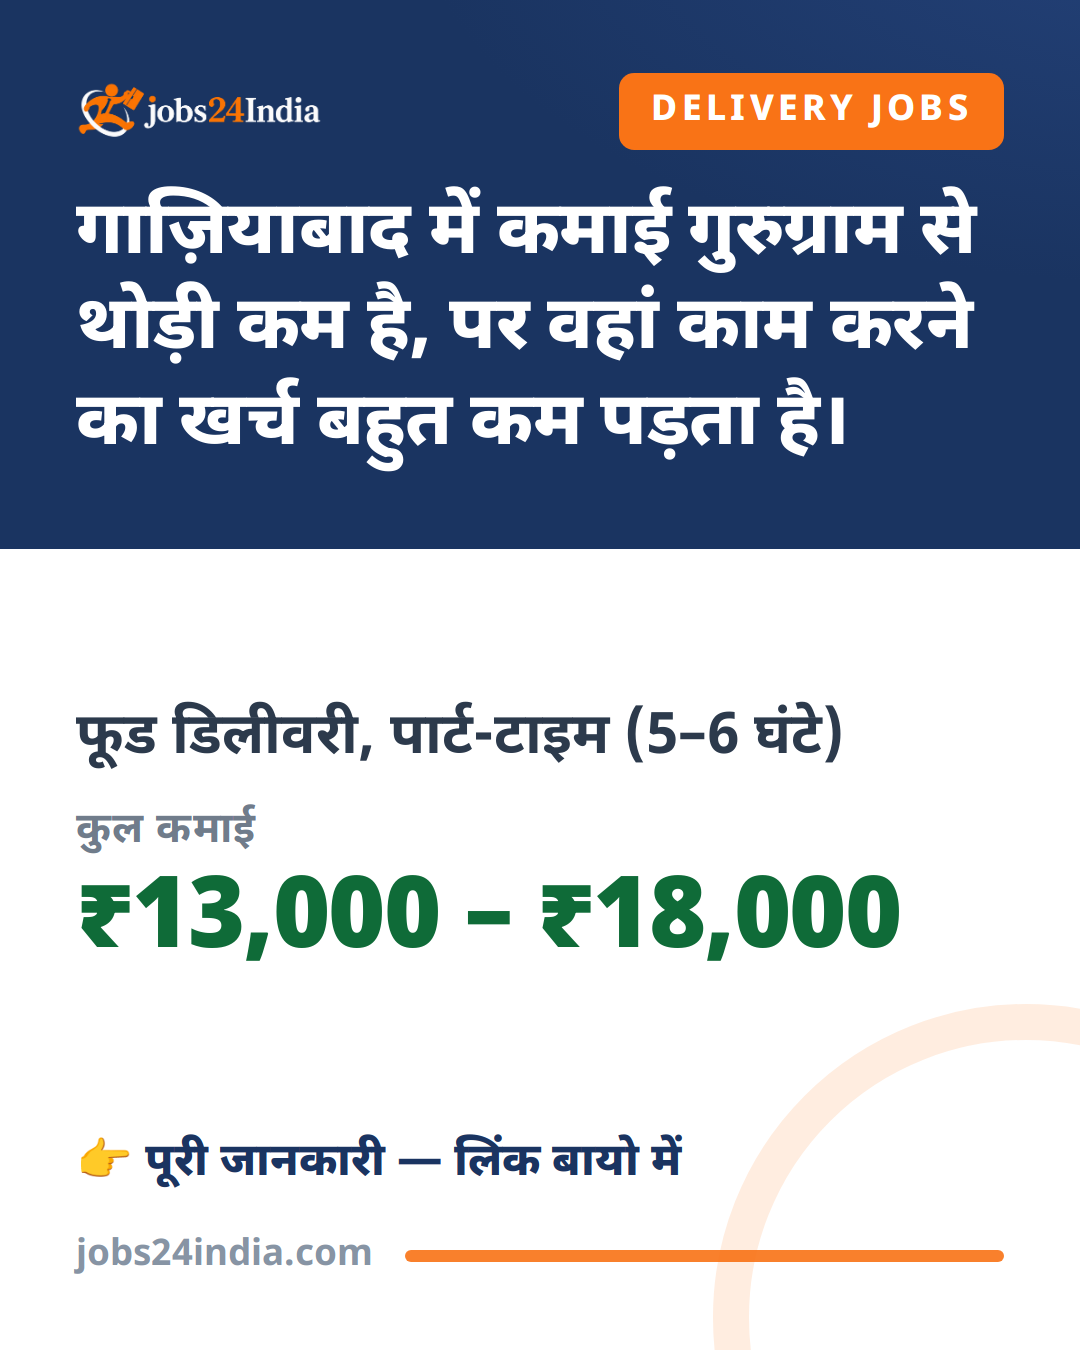 jobs24India
DELIVERY JOBS
गाज़ियाबाद में कमाई गुरुग्राम से
थोड़ी कम है, पर वहां काम करने
का खर्च बहुत कम पड़ता है।
फूड डिलीवरी, पार्ट-टाइम (5–6 घंटे)
कुल कमाई
₹13,000 – ₹18,000
👉 पूरी जानकारी — लिंक बायो में
jobs24india.com